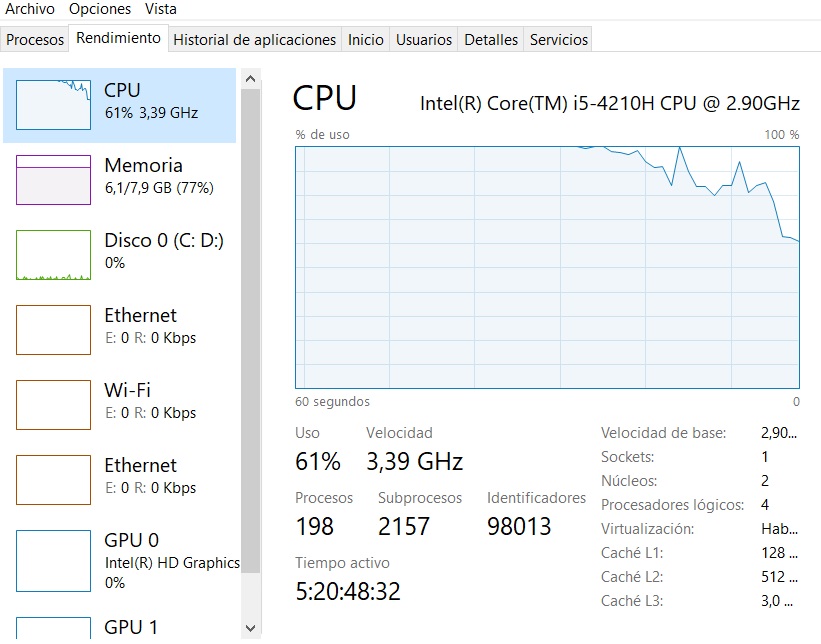 Archivo Opciones Vista
Procesos Rendimiento Historial de aplicaciones Inicio Usuarios Detalles Servicios
CPU
61% 3,39 GHz
Memoria
6,1/7,9 GB (77%)
Disco 0 (C: D:)
0%
Ethernet
E: 0 R: 0 Kbps
Wi-Fi
E: 0 R: 0 Kbps
Ethernet
E: 0 R: 0 Kbps
GPU 0
Intel(R) HD Graphics
0%
GPU 1
CPU Intel(R) Core(TM) i5-4210H CPU @ 2.90GHz
% de uso 100 %
60 segundos 0
Uso Velocidad
61% 3,39 GHz
Procesos Subprocesos Identificadores
198 2157 98013
Tiempo activo
5:20:48:32
Velocidad de base: 2,90...
Sockets: 1
Núcleos: 2
Procesadores lógicos: 4
Virtualización: Hab...
Caché L1: 128 ...
Caché L2: 512 ...
Caché L3: 3,0 ...